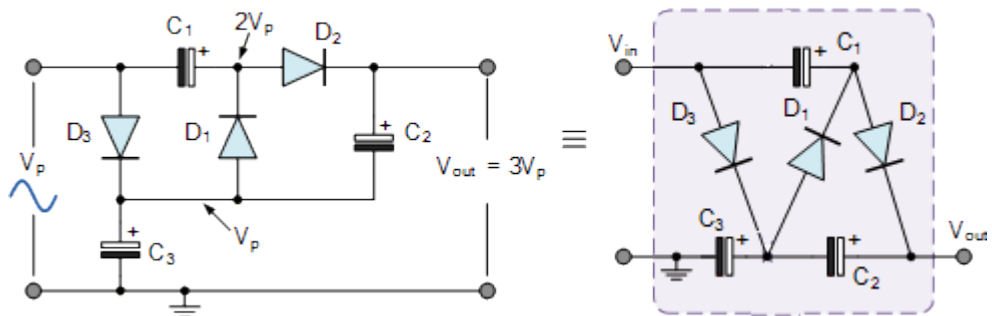 C1
+
2Vp
D2
D3
D1
+
C2
Vp
Vout = 3Vp
Vp
+
C3
≡
Vin
C1
+
D3
D1
D2
C3
+
+
C2
Vout